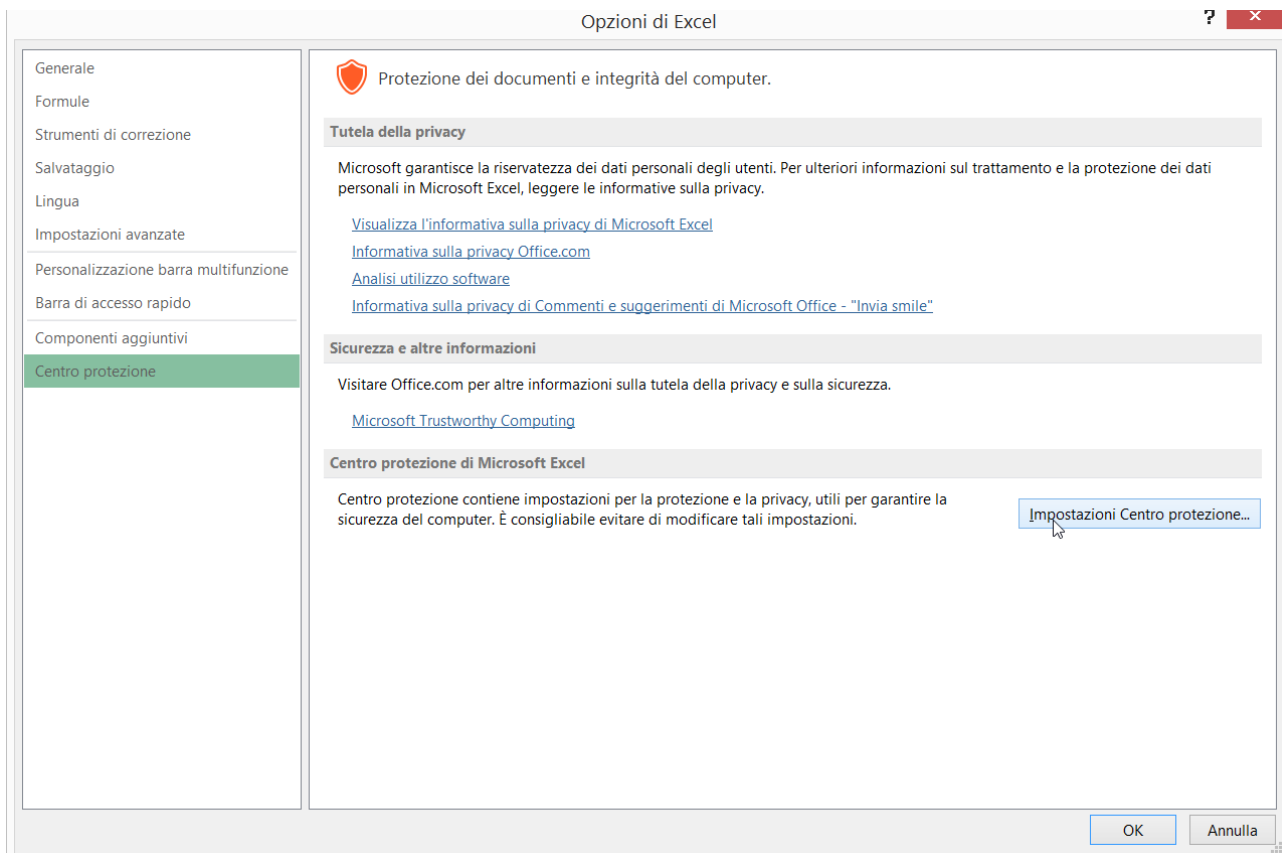 Opzioni di Excel
?
Generale
Formule
Strumenti di correzione
Salvataggio
Lingua
Impostazioni avanzate
Personalizzazione barra multifunzione
Barra di accesso rapido
Componenti aggiuntivi
Centro protezione
Protezione dei documenti e integrità del computer.
Tutela della privacy
Microsoft garantisce la riservatezza dei dati personali degli utenti. Per ulteriori informazioni sul trattamento e la protezione dei dati
personali in Microsoft Excel, leggere le informative sulla privacy.
Visualizza l'informativa sulla privacy di Microsoft Excel
Informativa sulla privacy Office.com
Analisi utilizzo software
Informativa sulla privacy di Commenti e suggerimenti di Microsoft Office - "Invia smile"
Sicurezza e altre informazioni
Visitare Office.com per altre informazioni sulla tutela della privacy e sulla sicurezza.
Microsoft Trustworthy Computing
Centro protezione di Microsoft Excel
Centro protezione contiene impostazioni per la protezione e la privacy, utili per garantire la
sicurezza del computer. È consigliabile evitare di modificare tali impostazioni.
Impostazioni Centro protezione...
OK
Annulla